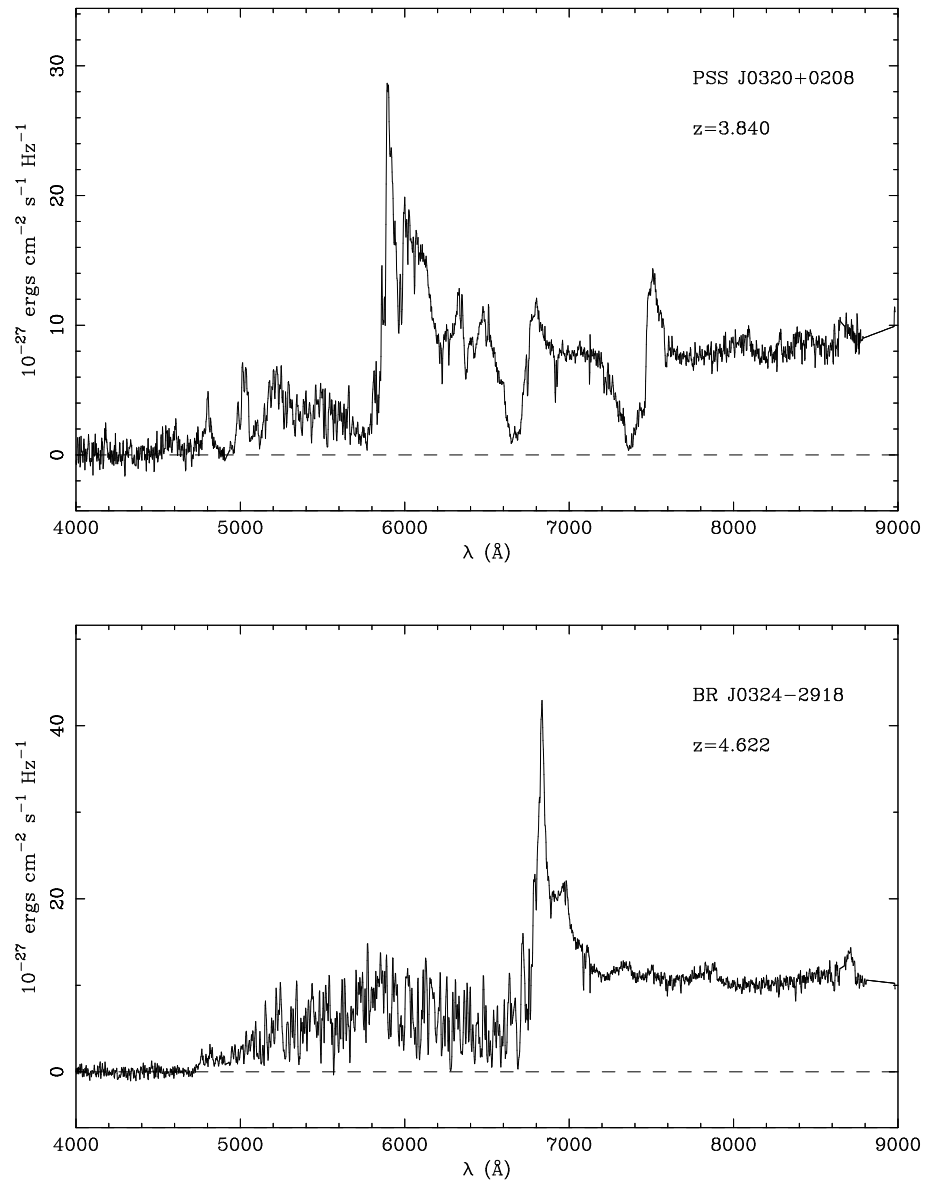 30
20
10
0
10⁻²⁷ ergs cm⁻² s⁻¹ Hz⁻¹
PSS J0320+0208
z=3.840
4000 5000 6000 7000 8000 9000
λ (Å)
40
20
0
10⁻²⁷ ergs cm⁻² s⁻¹ Hz⁻¹
BR J0324−2918
z=4.622
4000 5000 6000 7000 8000 9000
λ (Å)